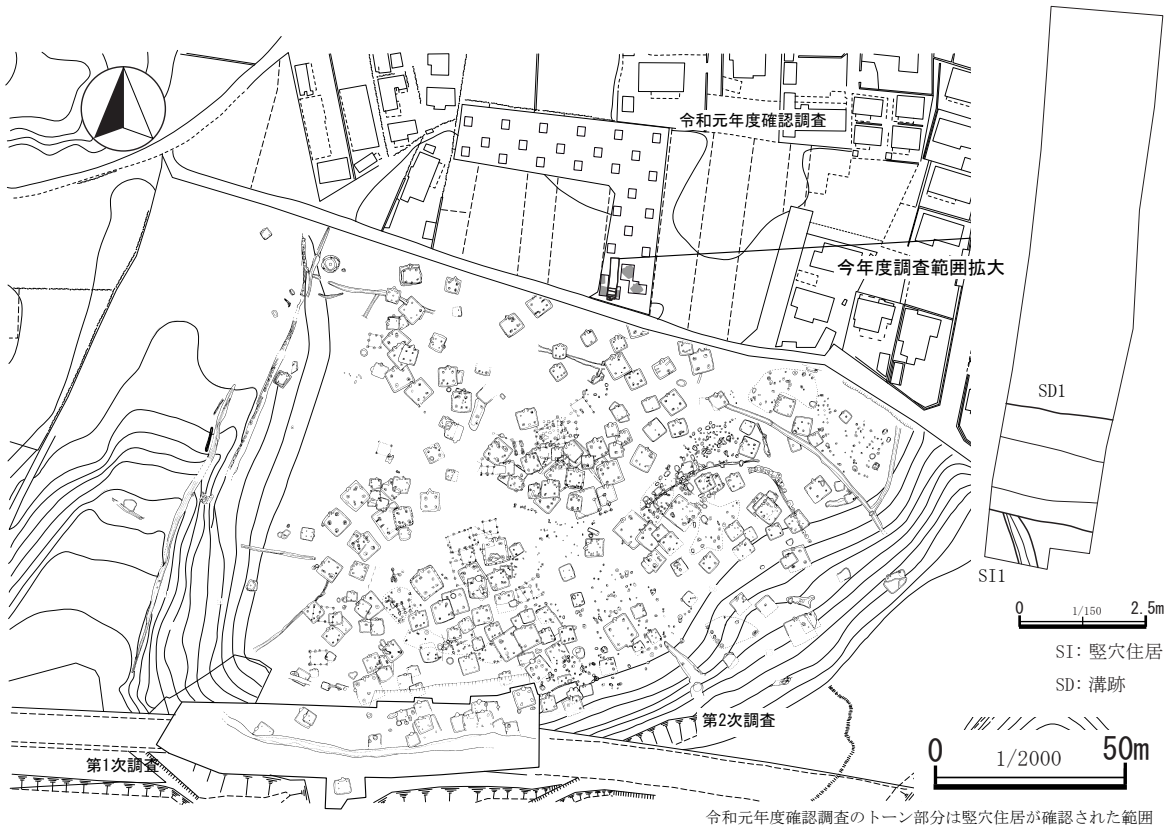 令和元年度確認調査
今年度調査範囲拡大
SD1
SI1
0 1/150 2.5m
SI: 竪穴住居
SD: 溝跡
第2次調査
第1次調査
0 1/2000 50m
令和元年度確認調査のトーン部分は竪穴住居が確認された範囲